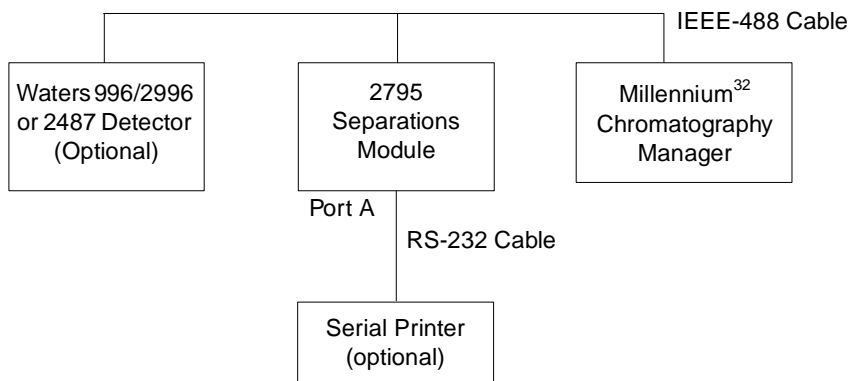 IEEE-488 Cable
Waters 996/2996
or 2487 Detector
(Optional)
2795
Separations
Module
Millennium³²
Chromatography
Manager
Port A
RS-232 Cable
Serial Printer
(optional)